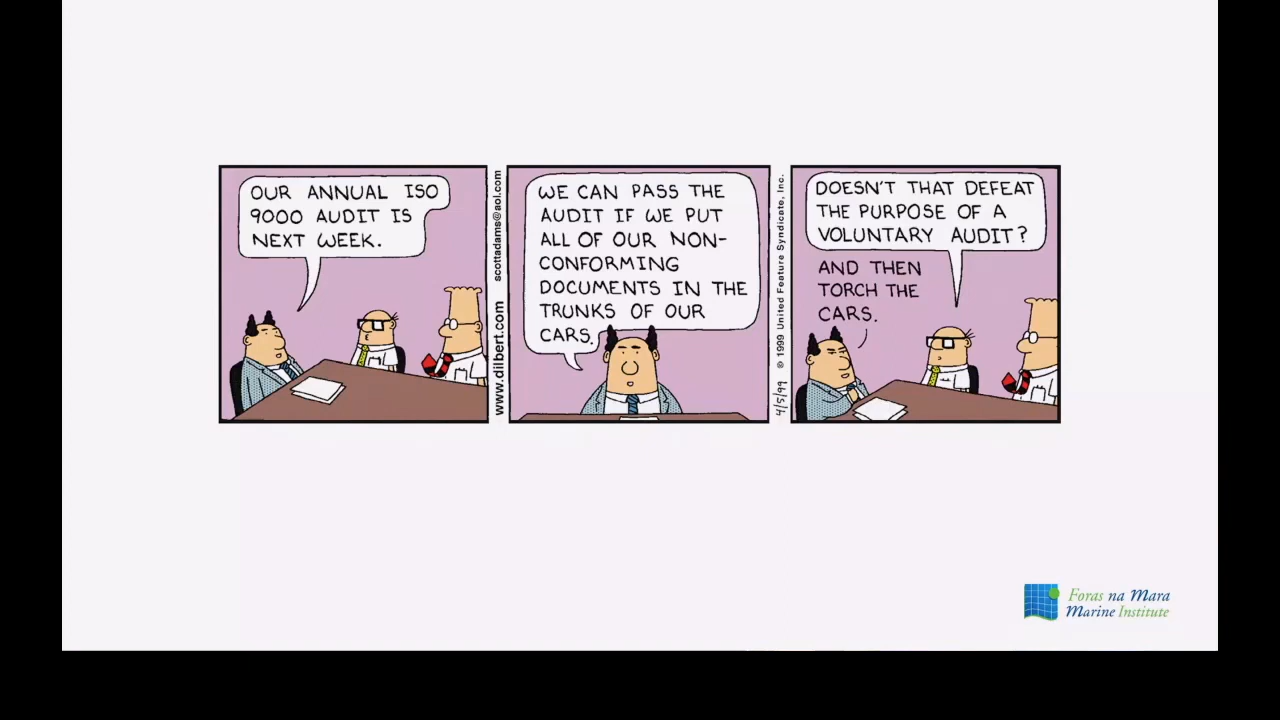 OUR ANNUAL ISO
9000 AUDIT IS
NEXT WEEK.
www.dilbert.com scottadams@aol.com
WE CAN PASS THE
AUDIT IF WE PUT
ALL OF OUR NON-
CONFORMING
DOCUMENTS IN THE
TRUNKS OF OUR
CARS.
4/5/99 © 1999 United Feature Syndicate, Inc.
DOESN'T THAT DEFEAT
THE PURPOSE OF A
VOLUNTARY AUDIT?
AND THEN
TORCH THE
CARS.
Foras na Mara
Marine Institute